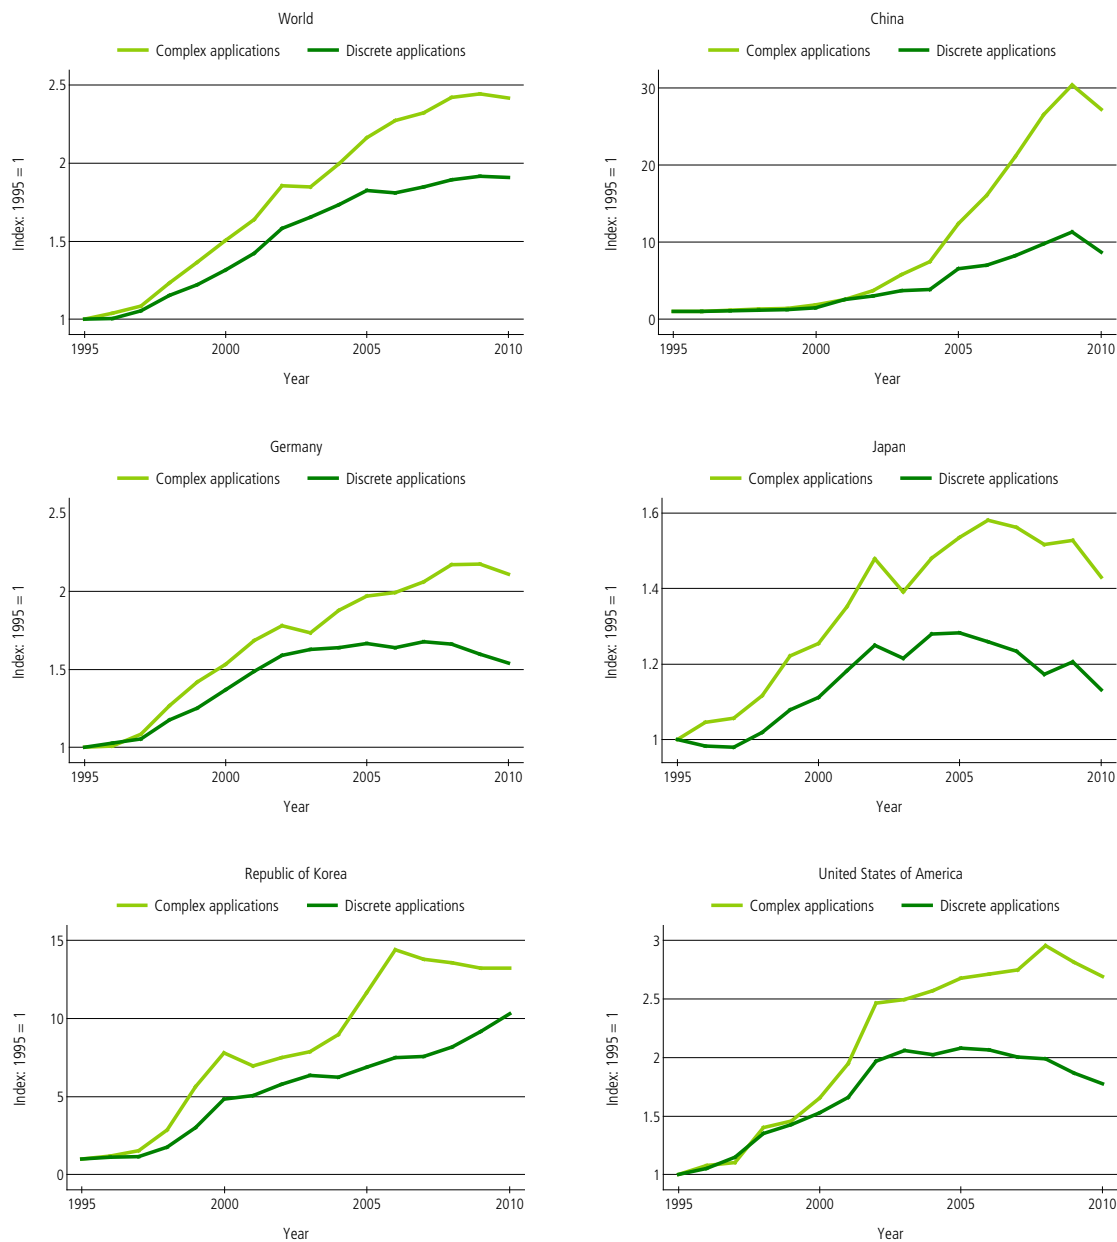 World
Complex applications Discrete applications
2.5
2
1.5
1
Index: 1995 = 1
1995 2000 2005 2010
Year
China
Complex applications Discrete applications
30
20
10
0
Index: 1995 = 1
1995 2000 2005 2010
Year
Germany
Complex applications Discrete applications
2.5
2
1.5
1
Index: 1995 = 1
1995 2000 2005 2010
Year
Japan
Complex applications Discrete applications
1.6
1.4
1.2
1
Index: 1995 = 1
1995 2000 2005 2010
Year
Republic of Korea
Complex applications Discrete applications
15
10
5
0
Index: 1995 = 1
1995 2000 2005 2010
Year
United States of America
Complex applications Discrete applications
3
2.5
2
1.5
1
Index: 1995 = 1
1995 2000 2005 2010
Year